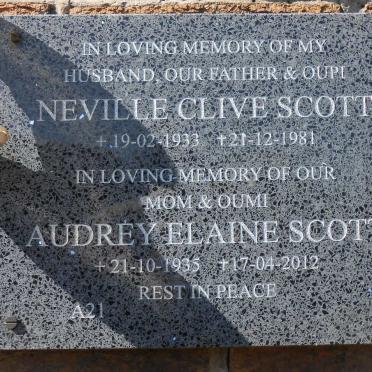 IN LOVING MEMORY OF MY
HUSBAND, OUR FATHER & OUPI
NEVILLE CLIVE SCOTT
+19-02-1933 †21-12-1981
IN LOVING MEMORY OF OUR
MOM & OUMI
AUDREY ELAINE SCOTT
+21-10-1935 †17-04-2012
REST IN PEACE
A21